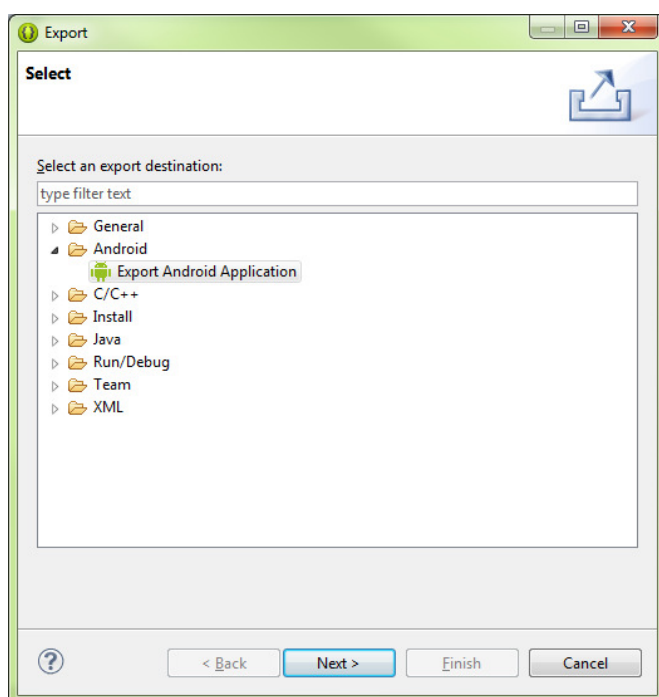 Export
Select
Select an export destination:
type filter text
General
Android
Export Android Application
C/C++
Install
Java
Run/Debug
Team
XML
? < Back Next > Finish Cancel